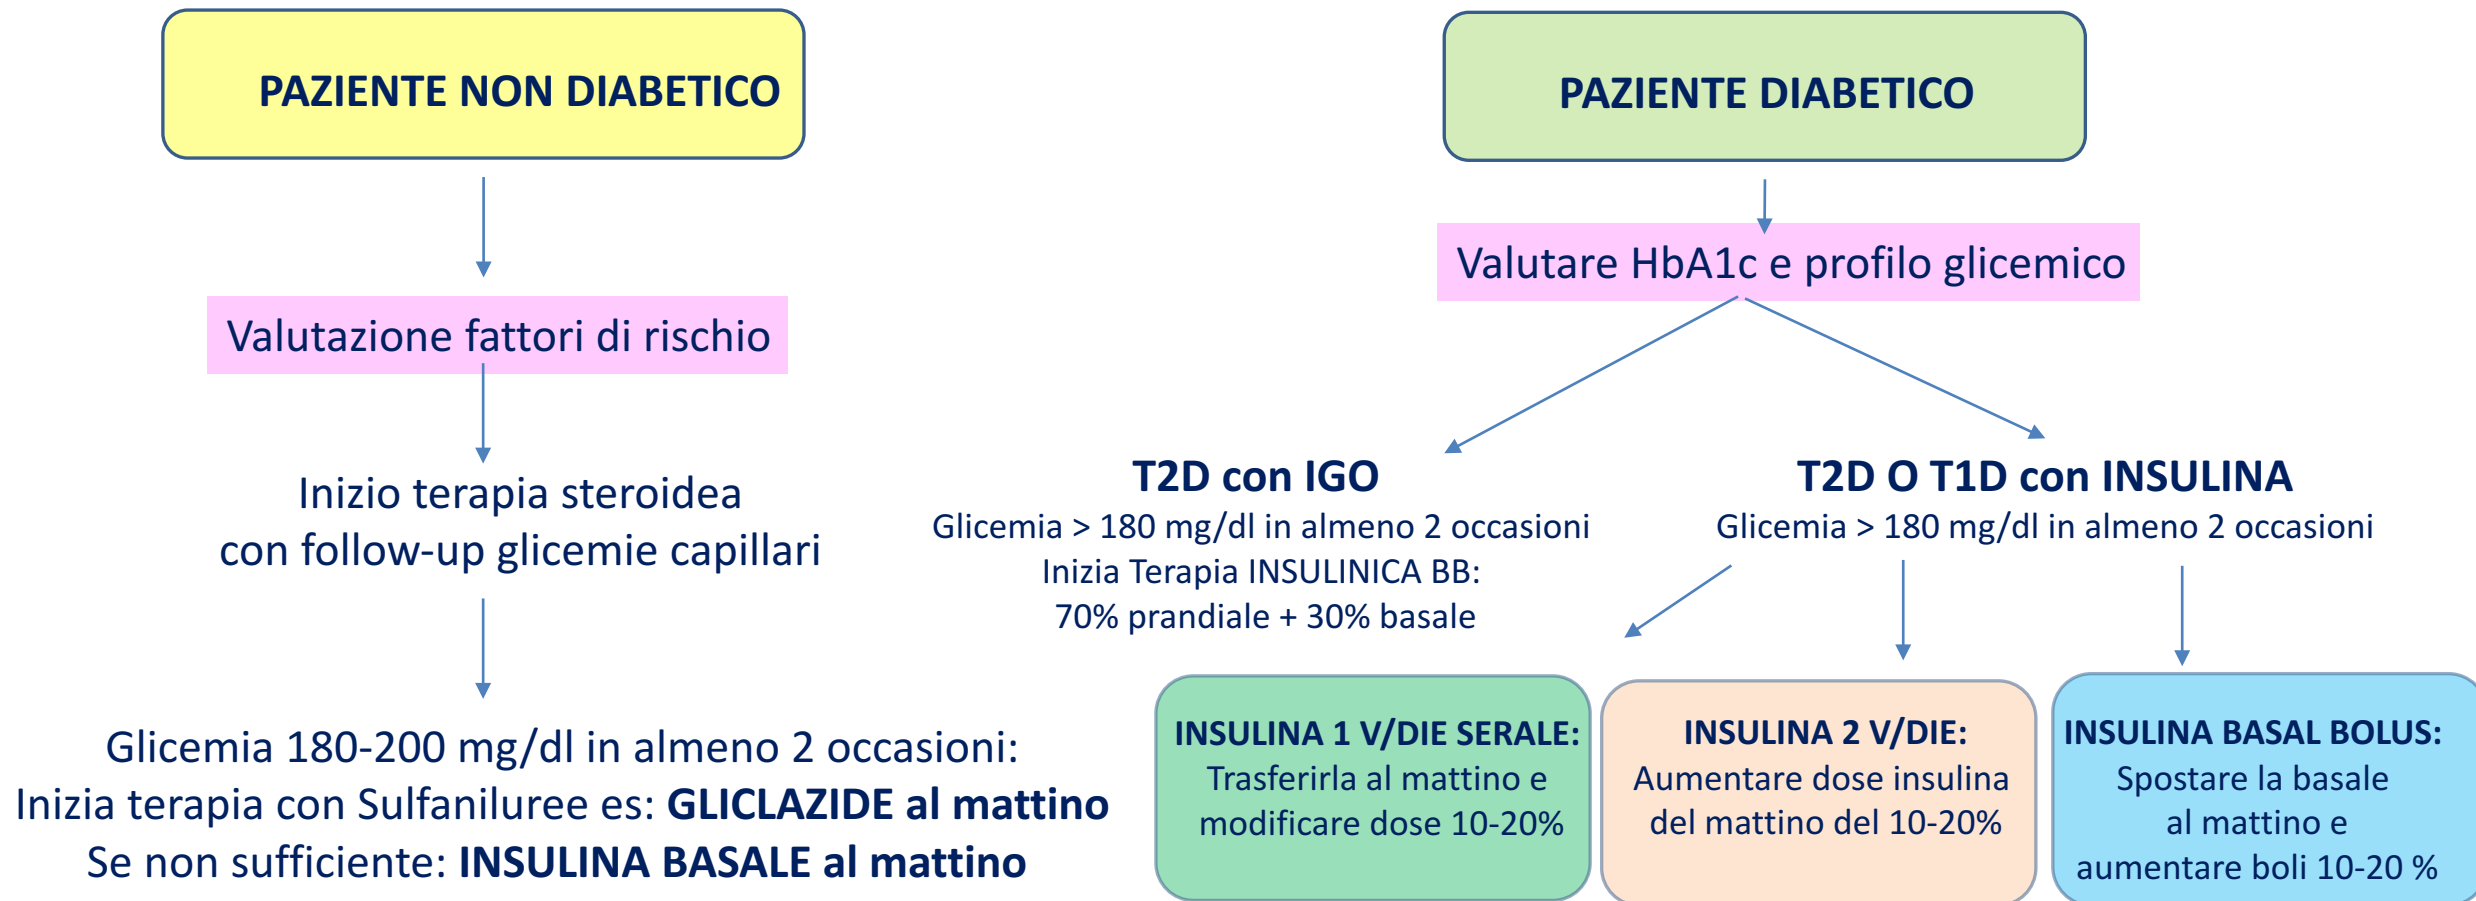 PAZIENTE NON DIABETICO
Valutazione fattori di rischio
Inizio terapia steroidea
con follow-up glicemie capillari
Glicemia 180-200 mg/dl in almeno 2 occasioni:
Inizia terapia con Sulfaniluree es: GLICLAZIDE al mattino
Se non sufficiente: INSULINA BASALE al mattino
PAZIENTE DIABETICO
Valutare HbA1c e profilo glicemico
T2D con IGO
Glicemia > 180 mg/dl in almeno 2 occasioni
Inizia Terapia INSULINICA BB:
70% prandiale + 30% basale
T2D O T1D con INSULINA
Glicemia > 180 mg/dl in almeno 2 occasioni
INSULINA 1 V/DIE SERALE:
Trasferirla al mattino e
modificare dose 10-20%
INSULINA 2 V/DIE:
Aumentare dose insulina
del mattino del 10-20%
INSULINA BASAL BOLUS:
Spostare la basale
al mattino e
aumentare boli 10-20 %